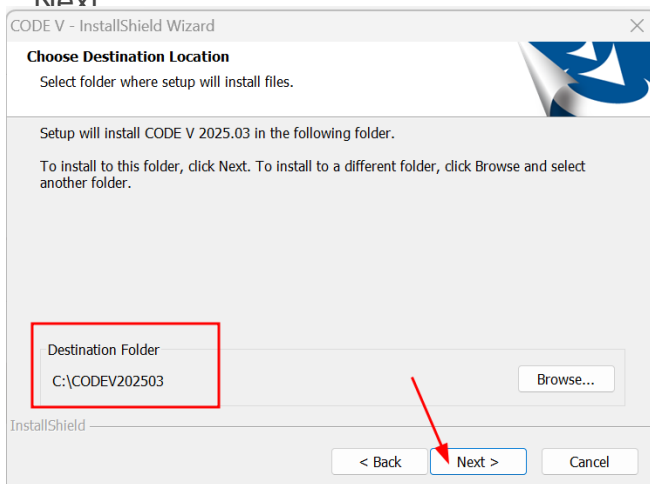 Next
CODE V - InstallShield Wizard
Choose Destination Location
Select folder where setup will install files.
Setup will install CODE V 2025.03 in the following folder.
To install to this folder, click Next. To install to a different folder, click Browse and select
another folder.
Destination Folder
C:\CODEV202503
Browse...
InstallShield
< Back
Next >
Cancel